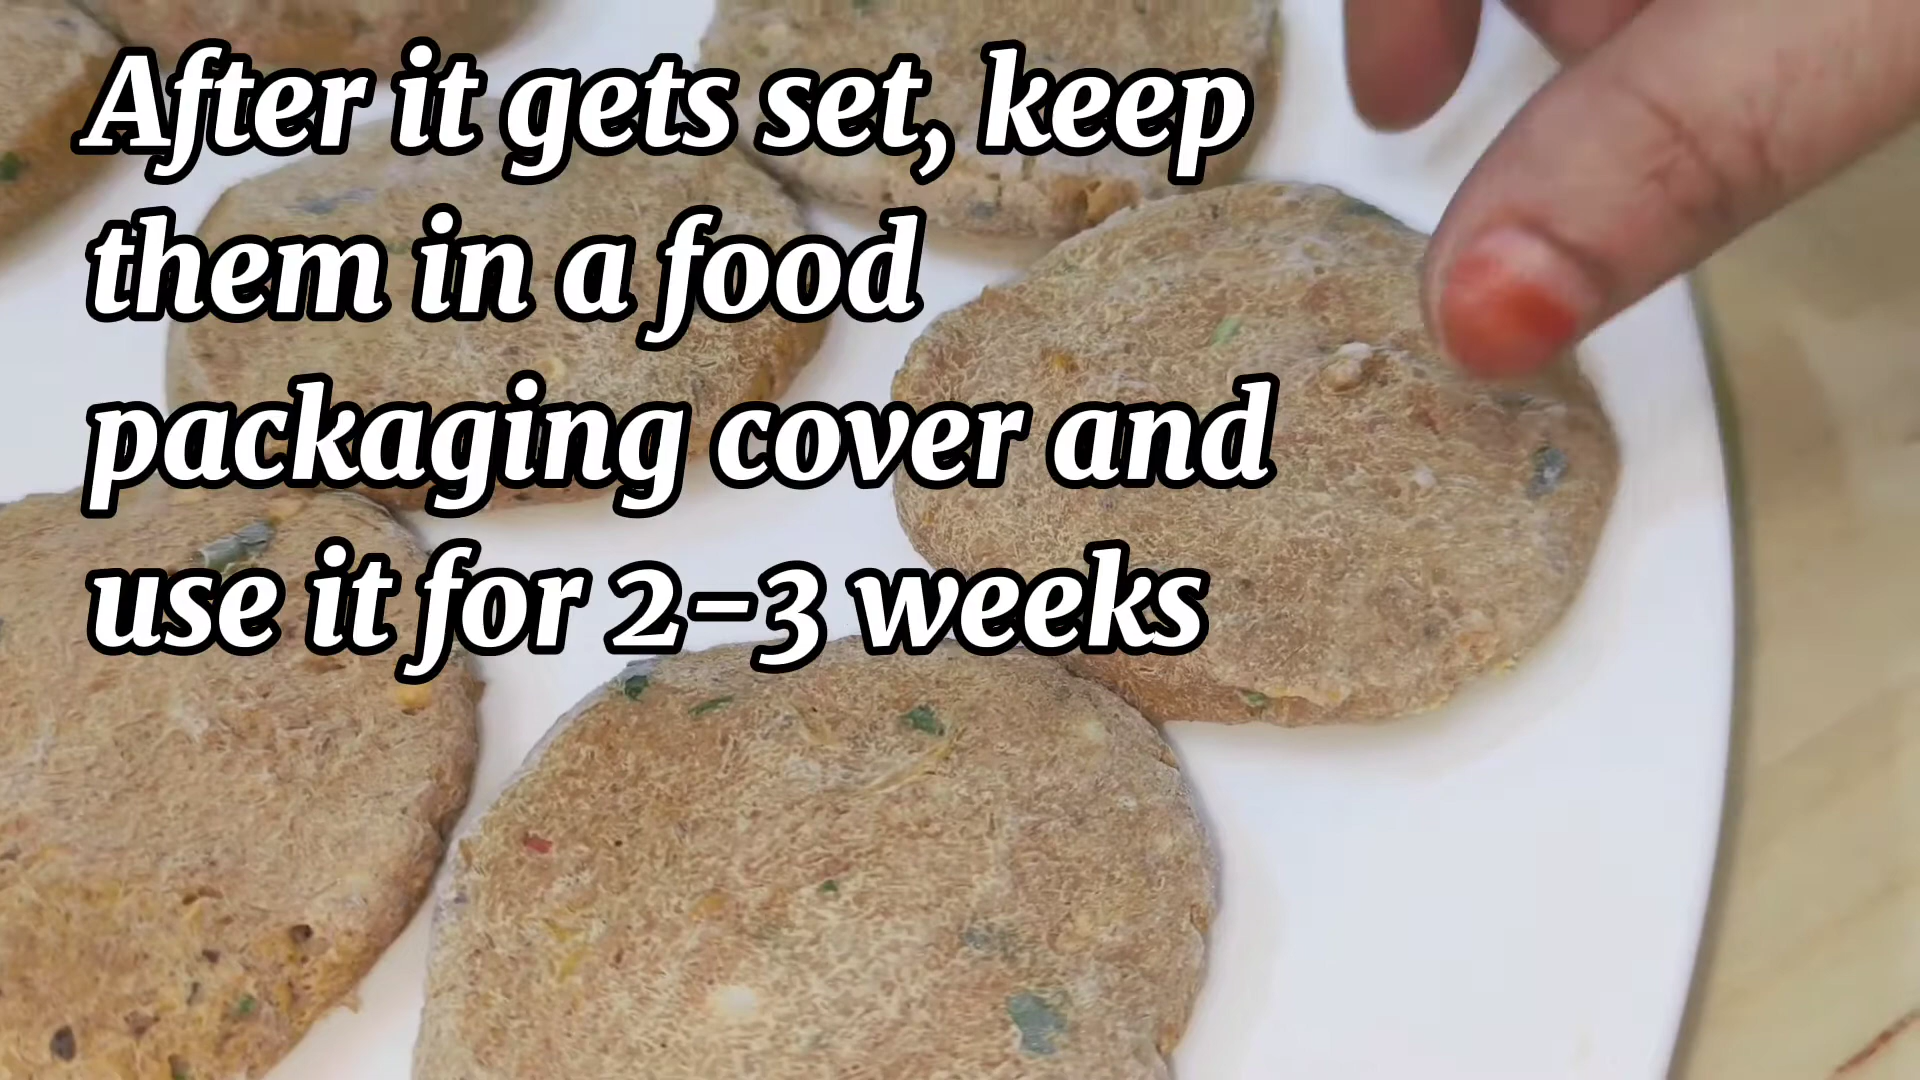 After it gets set, keep
them in a food
packaging cover and
use it for 2-3 weeks